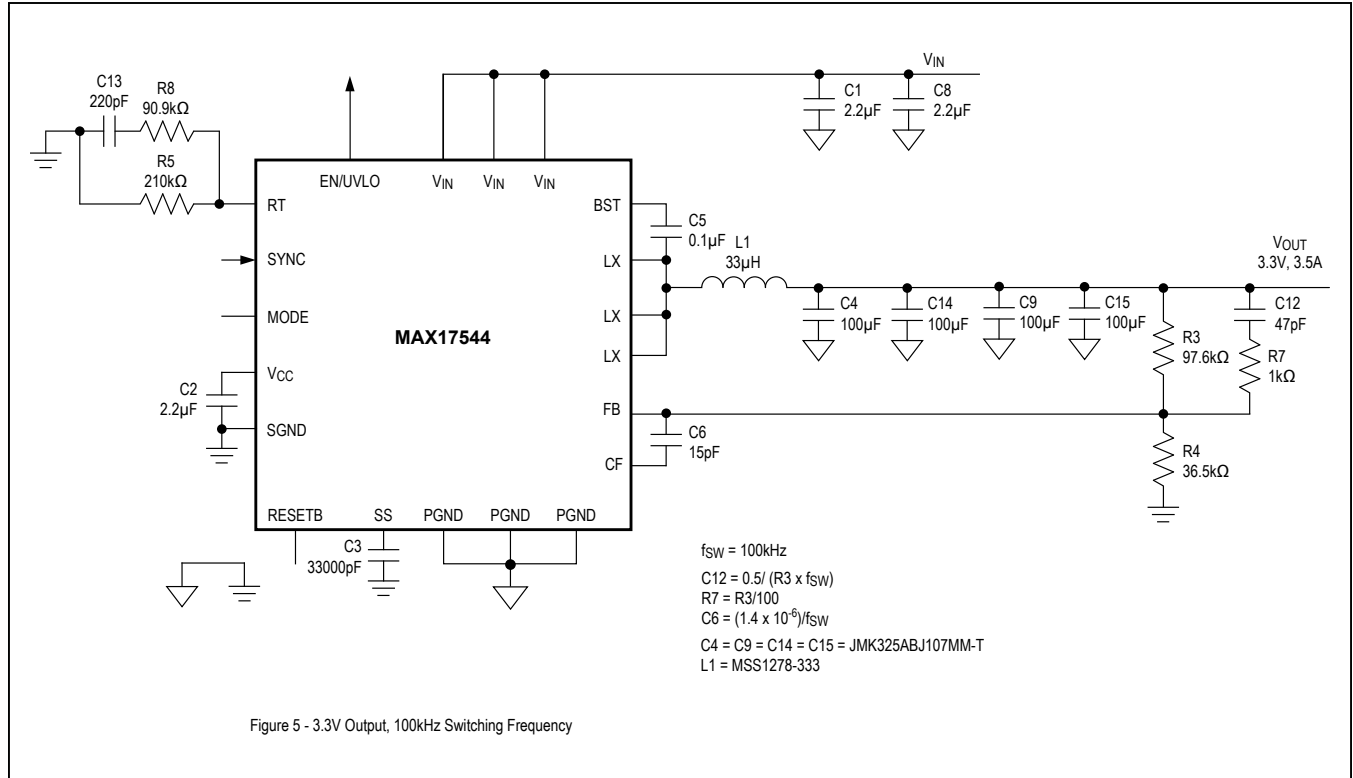 C13
220pF
R8
90.9kΩ
R5
210kΩ
VIN
C1
2.2µF
C8
2.2µF
EN/UVLO
VIN
VIN
VIN
RT
SYNC
MODE
VCC
SGND
C2
2.2µF
MAX17544
BST
LX
LX
LX
FB
CF
C5
0.1µF
L1
33µH
VOUT
3.3V, 3.5A
C4
100µF
C14
100µF
C9
100µF
C15
100µF
C12
47pF
R3
97.6kΩ
R7
1kΩ
C6
15pF
R4
36.5kΩ
RESETB
SS
PGND
PGND
PGND
C3
33000pF
fSW = 100kHz
C12 = 0.5/ (R3 x fSW)
R7 = R3/100
C6 = (1.4 x 10-6)/fSW
C4 = C9 = C14 = C15 = JMK325ABJ107MM-T
L1 = MSS1278-333
Figure 5 - 3.3V Output, 100kHz Switching Frequency